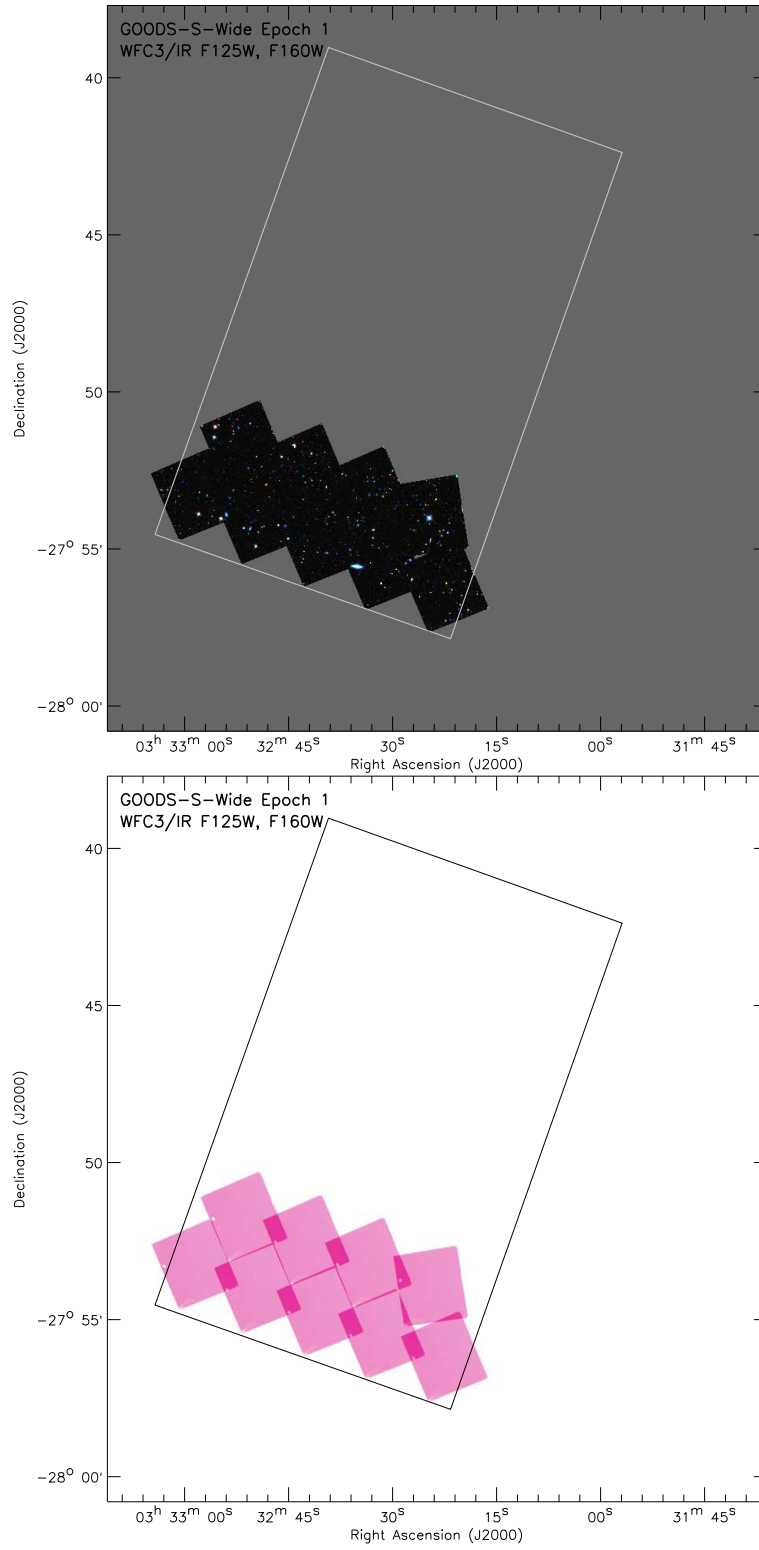 GOODS-S-Wide Epoch 1
WFC3/IR F125W, F160W
40
45
50
-27° 55'
-28° 00'
Declination (J2000)
03h 33m 00s 32m 45s 30s 15s 00s 31m 45s
Right Ascension (J2000)
GOODS-S-Wide Epoch 1
WFC3/IR F125W, F160W
40
45
50
-27° 55'
-28° 00'
Declination (J2000)
03h 33m 00s 32m 45s 30s 15s 00s 31m 45s
Right Ascension (J2000)